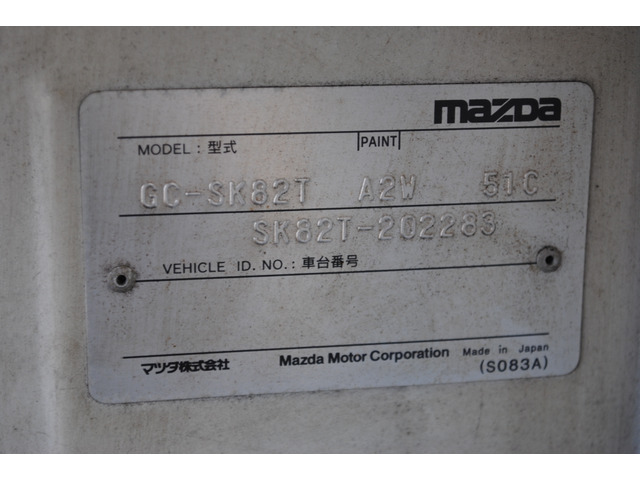 mazda
MODEL : 型式 PAINT
GC-SK82T A2W 51C
SK82T-202283
VEHICLE ID. NO. : 車台番号
マツダ株式会社 Mazda Motor Corporation Made in Japan
(S083A)